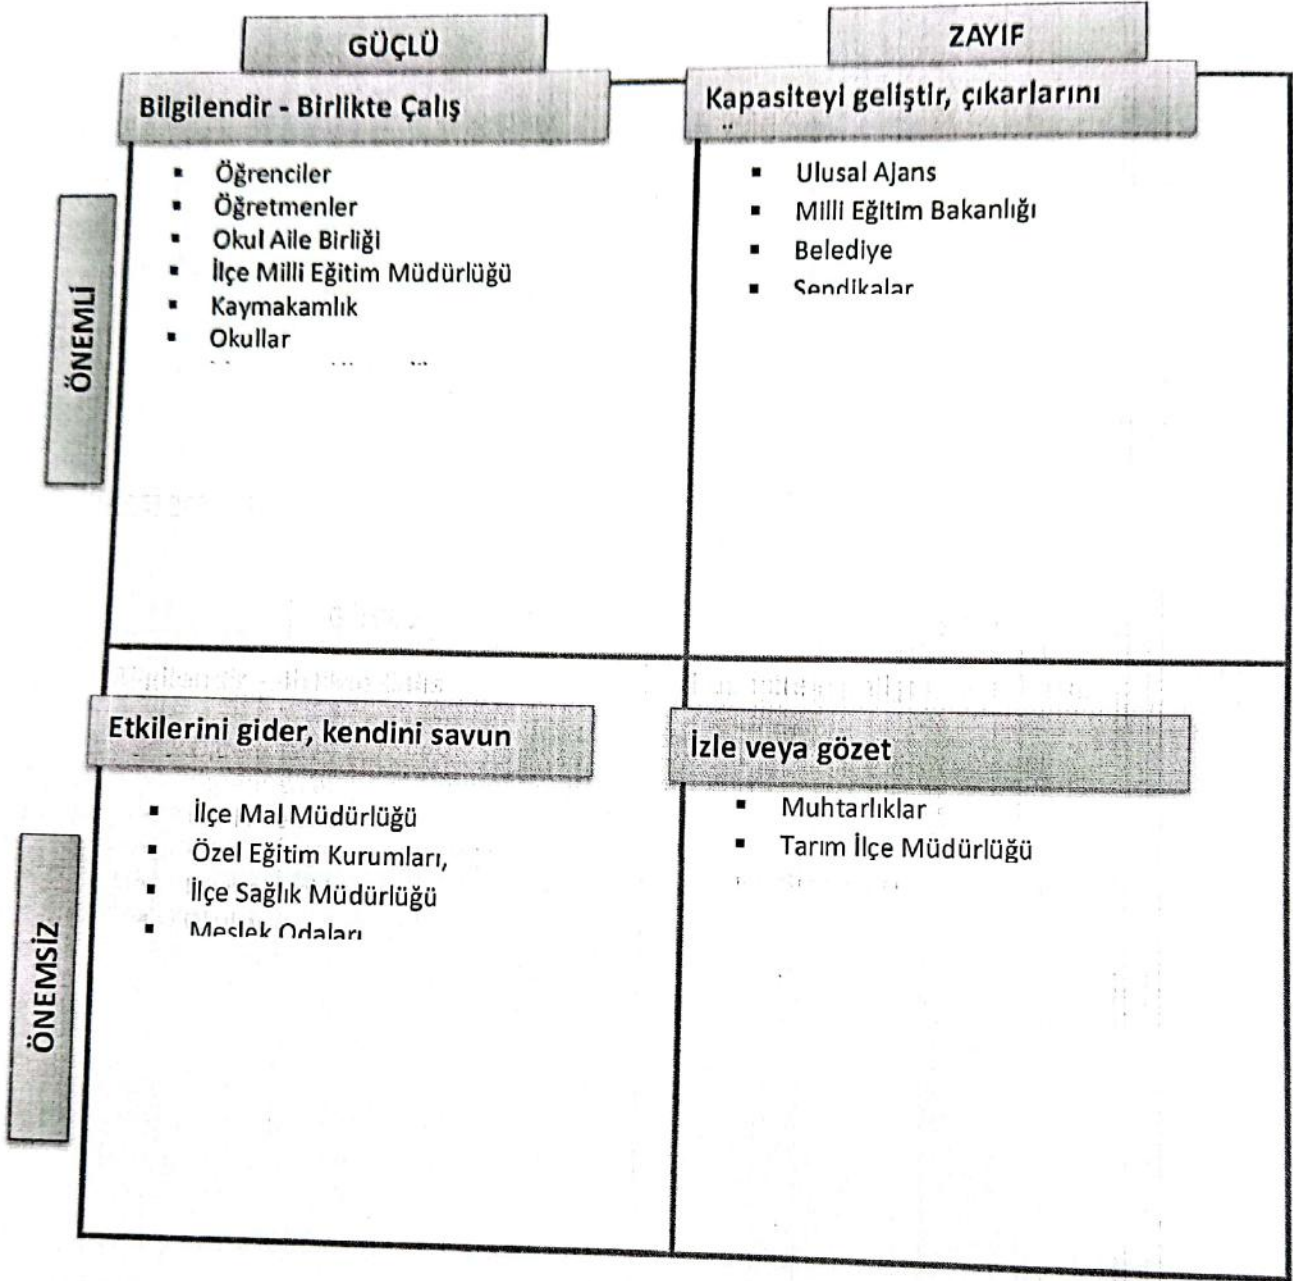 GÜÇLÜ
ZAYIF
Bilgilendir - Birlikte Çalış
Kapasiteyi geliştir, çıkarlarını
ÖNEMLİ
▪ Öğrenciler
▪ Öğretmenler
▪ Okul Aile Birliği
▪ İlçe Milli Eğitim Müdürlüğü
▪ Kaymakamlık
▪ Okullar
▪ Ulusal Ajans
▪ Milli Eğitim Bakanlığı
▪ Belediye
▪ Sendikalar
Etkilerini gider, kendini savun
İzle veya gözet
ÖNEMSİZ
▪ İlçe Mal Müdürlüğü
▪ Özel Eğitim Kurumları,
▪ İlçe Sağlık Müdürlüğü
▪ Meslek Odaları
▪ Muhtarlıklar
▪ Tarım İlçe Müdürlüğü